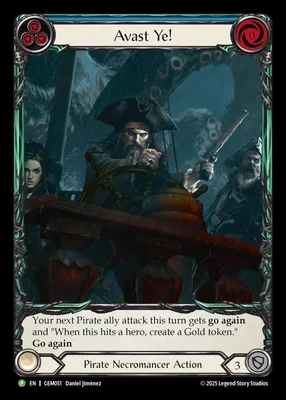 Avast Ye!
Your next Pirate ally attack this turn gets go again
and "When this hits a hero, create a Gold token."
Go again
Pirate Necromancer Action
3
P EN | GEM051 Daniel Jiménez
© 2025 Legend Story Studios